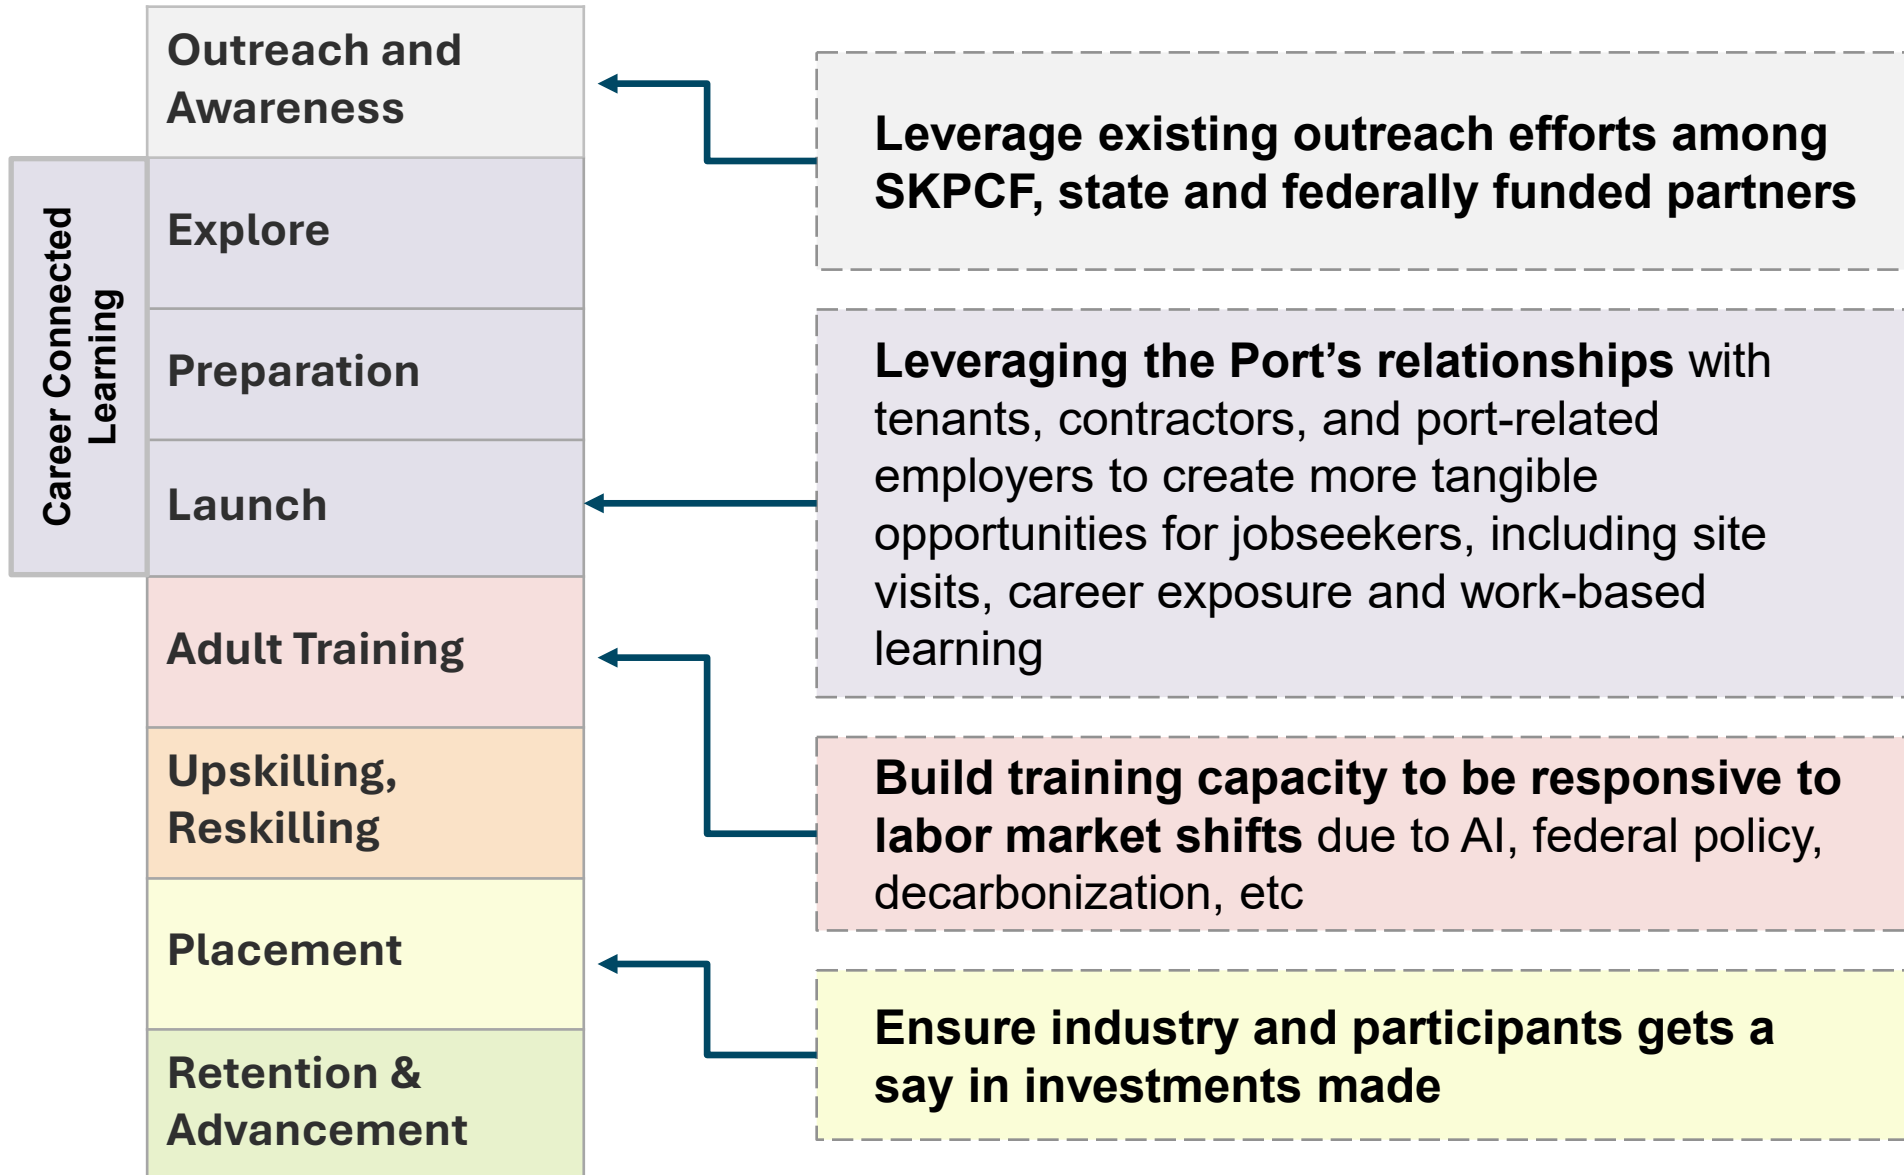 Outreach and
Awareness
Career Connected
Learning
Explore
Preparation
Launch
Adult Training
Upskilling,
Reskilling
Placement
Retention &
Advancement
Leverage existing outreach efforts among
SKPCF, state and federally funded partners
Leveraging the Port’s relationships with
tenants, contractors, and port-related
employers to create more tangible
opportunities for jobseekers, including site
visits, career exposure and work-based
learning
Build training capacity to be responsive to
labor market shifts due to AI, federal policy,
decarbonization, etc
Ensure industry and participants gets a
say in investments made